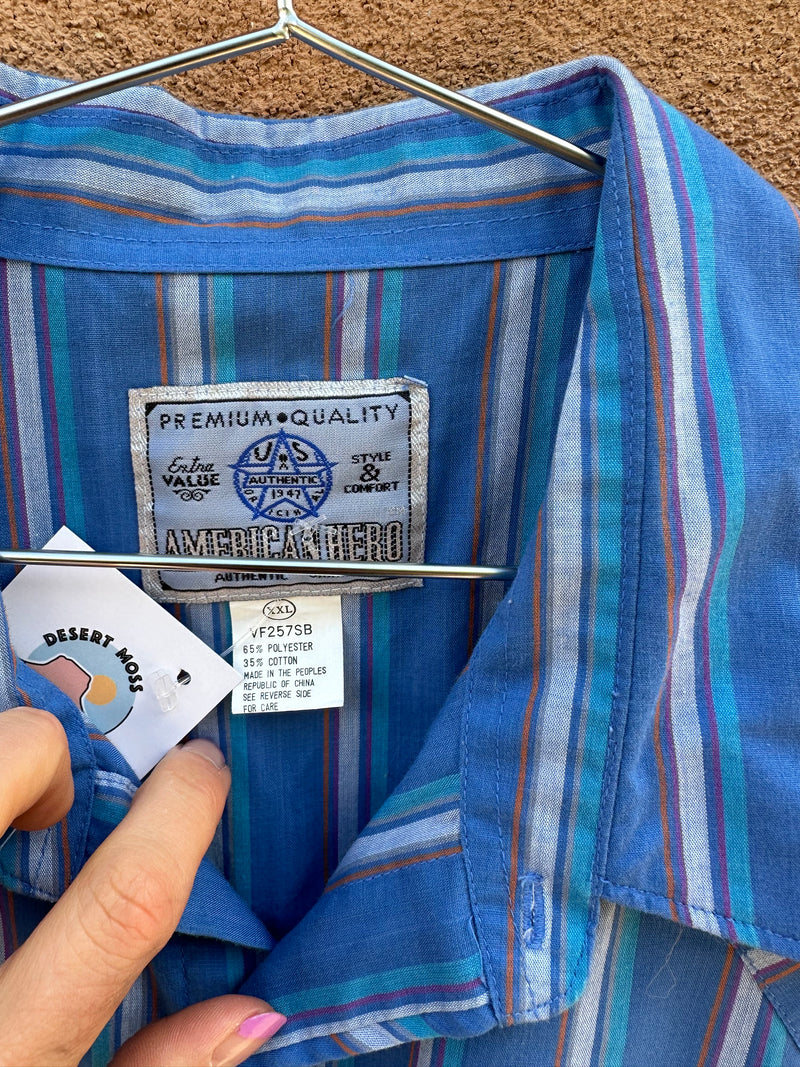 PREMIUM • QUALITY
Extra
VALUE
U S
AUTHENTIC
1947
STYLE
&
COMFORT
AMERICAN HERO
AUTHENTIC
DESERT MOSS
XXL
VF257SB
65% POLYESTER
35% COTTON
MADE IN THE PEOPLES
REPUBLIC OF CHINA
SEE REVERSE SIDE
FOR CARE